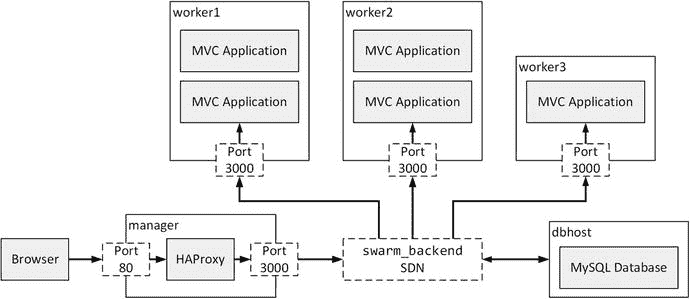 worker1
MVC Application
MVC Application
Port
3000
worker2
MVC Application
MVC Application
Port
3000
worker3
MVC Application
Port
3000
manager
Browser
Port
80
HAProxy
Port
3000
swarm_backend
SDN
dbhost
MySQL Database